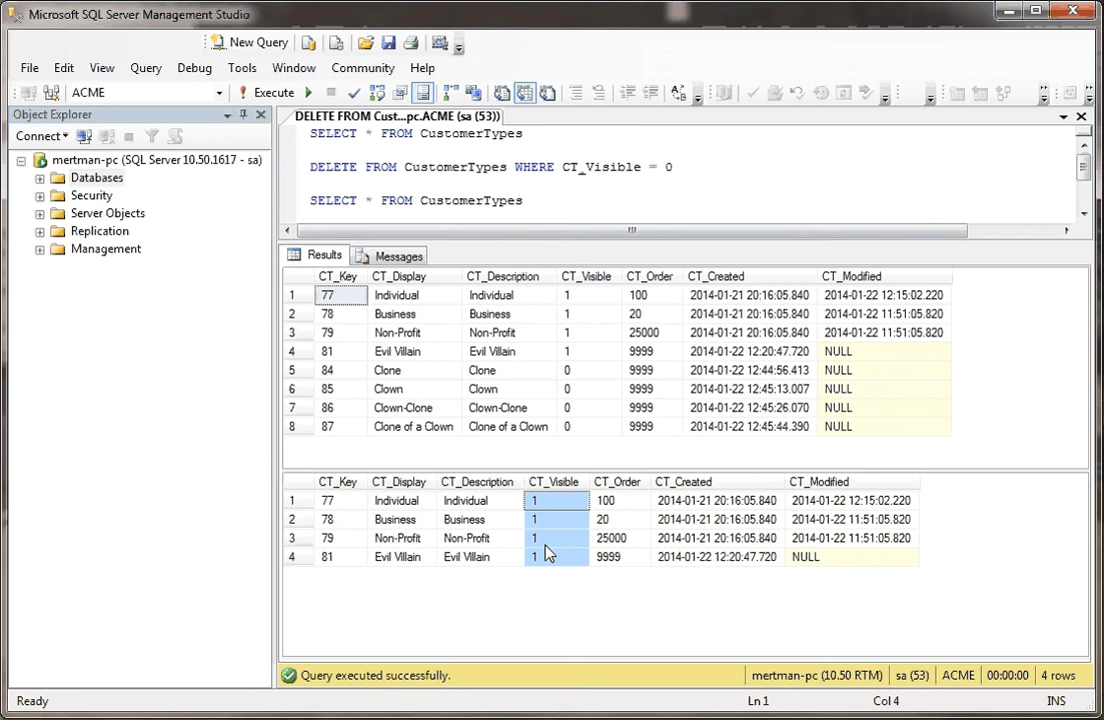 Microsoft SQL Server Management Studio
New Query
File Edit View Query Debug Tools Window Community Help
ACME Execute
Object Explorer
DELETE FROM Cust...pc.ACME (sa (53))
Connect
mertman-pc (SQL Server 10.50.1617 - sa)
Databases
Security
Server Objects
Replication
Management
SELECT * FROM CustomerTypes
DELETE FROM CustomerTypes WHERE CT_Visible = 0
SELECT * FROM CustomerTypes
Results Messages
CT_Key CT_Display CT_Description CT_Visible CT_Order CT_Created CT_Modified
1 77 Individual Individual 1 100 2014-01-21 20:16:05.840 2014-01-22 12:15:02.220
2 78 Business Business 1 20 2014-01-21 20:16:05.840 2014-01-22 11:51:05.820
3 79 Non-Profit Non-Profit 1 25000 2014-01-21 20:16:05.840 2014-01-22 11:51:05.820
4 81 Evil Villain Evil Villain 1 9999 2014-01-22 12:20:47.720 NULL
5 84 Clone Clone 0 9999 2014-01-22 12:44:56.413 NULL
6 85 Clown Clown 0 9999 2014-01-22 12:45:13.007 NULL
7 86 Clown-Clone Clown-Clone 0 9999 2014-01-22 12:45:26.070 NULL
8 87 Clone of a Clown Clone of a Clown 0 9999 2014-01-22 12:45:44.390 NULL
CT_Key CT_Display CT_Description CT_Visible CT_Order CT_Created CT_Modified
1 77 Individual Individual 1 100 2014-01-21 20:16:05.840 2014-01-22 12:15:02.220
2 78 Business Business 1 20 2014-01-21 20:16:05.840 2014-01-22 11:51:05.820
3 79 Non-Profit Non-Profit 1 25000 2014-01-21 20:16:05.840 2014-01-22 11:51:05.820
4 81 Evil Villain Evil Villain 1 9999 2014-01-22 12:20:47.720 NULL
Query executed successfully. mertman-pc (10.50 RTM) sa (53) ACME 00:00:00 4 rows
Ready Ln 1 Col 4 INS